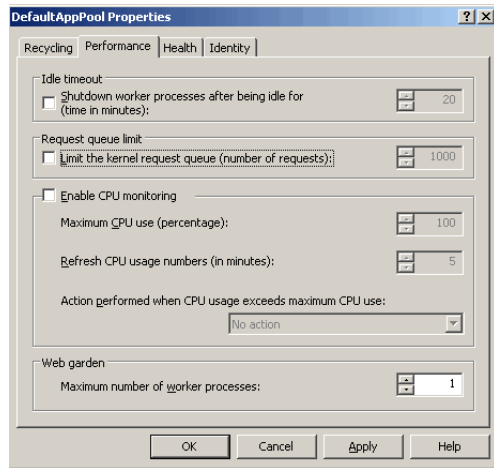 DefaultAppPool Properties
Recycling Performance Health Identity
Idle timeout
Shutdown worker processes after being idle for
(time in minutes):
20
Request queue limit
Limit the kernel request queue (number of requests):
1000
Enable CPU monitoring
Maximum CPU use (percentage):
100
Refresh CPU usage numbers (in minutes):
5
Action performed when CPU usage exceeds maximum CPU use:
No action
Web garden
Maximum number of worker processes:
1
OK Cancel Apply Help